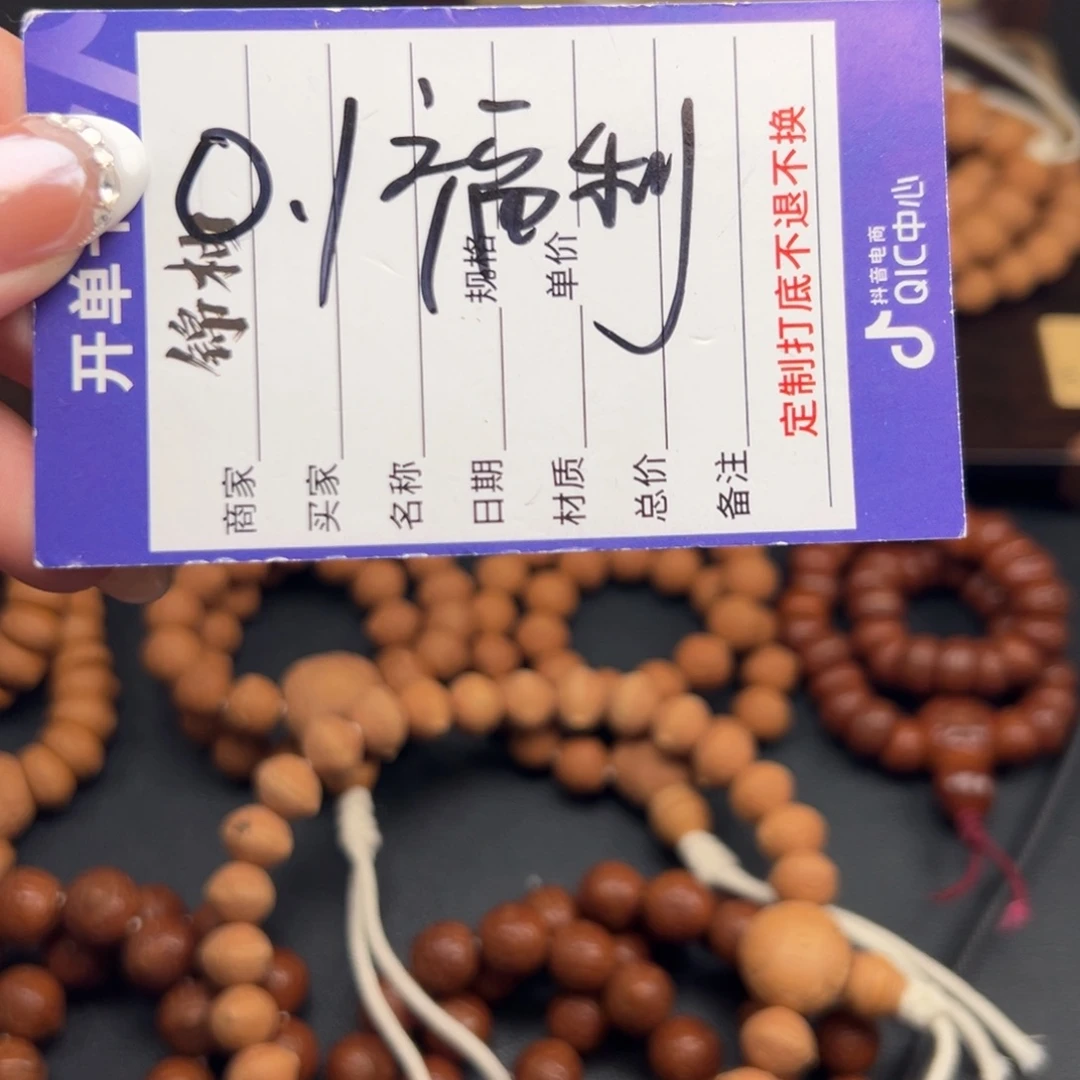 开单
商家 锦柚
买家
名称
日期 规格
材质 单价
总价
备注
定制打底不退不换
抖音电商
QIC中心
0.1 福利